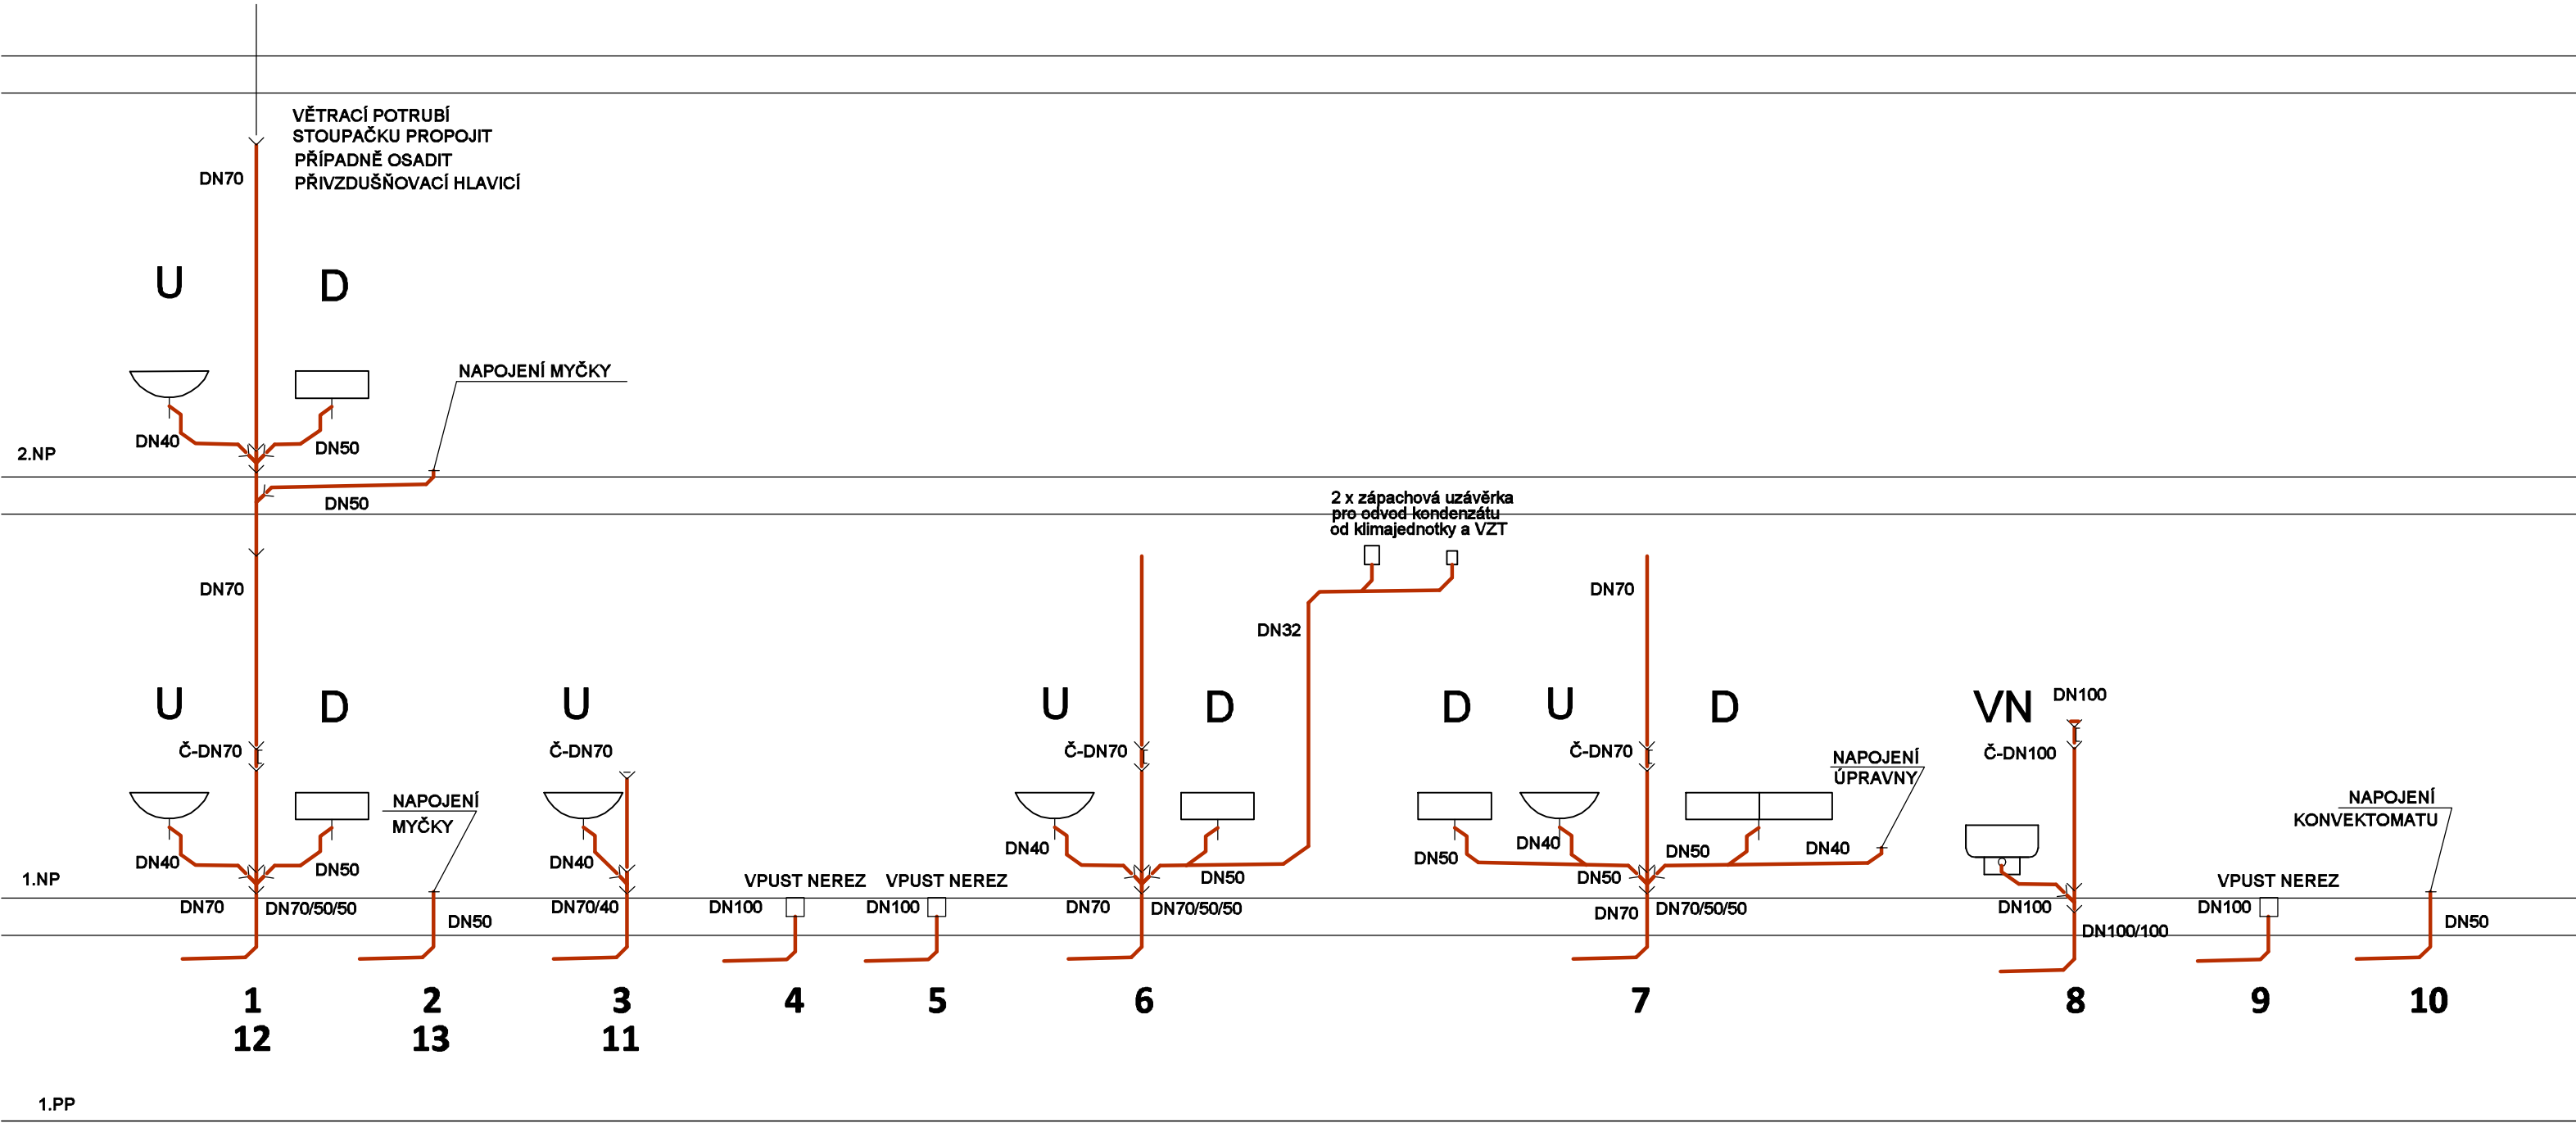 VĚTRACÍ POTRUBÍ
STOUPAČKU PROPOJIT
PŘÍPADNĚ OSADIT
PŘIVZDUŠŇOVACÍ HLAVICÍ
DN70
U
D
NAPOJENÍ MYČKY
DN40
DN50
2.NP
DN50
2 x zápachová uzávěrka
pro odvod kondenzátu
od klimajednotky a VZT
DN70
DN70
DN32
U
D
U
U
D
D
U
D
VN
DN100
Č-DN70
Č-DN70
Č-DN70
Č-DN70
Č-DN100
NAPOJENÍ
ÚPRAVNY
NAPOJENÍ
MYČKY
NAPOJENÍ
KONVEKTOMATU
DN40
DN50
DN40
DN40
DN50
DN50
DN40
DN50
DN50
DN40
1.NP
VPUST NEREZ
VPUST NEREZ
VPUST NEREZ
DN70
DN70/50/50
DN50
DN70/40
DN100
DN100
DN70
DN70/50/50
DN70
DN70/50/50
DN100
DN100/100
DN100
DN50
1
2
3
4
5
6
7
8
9
10
12
13
11
1.PP